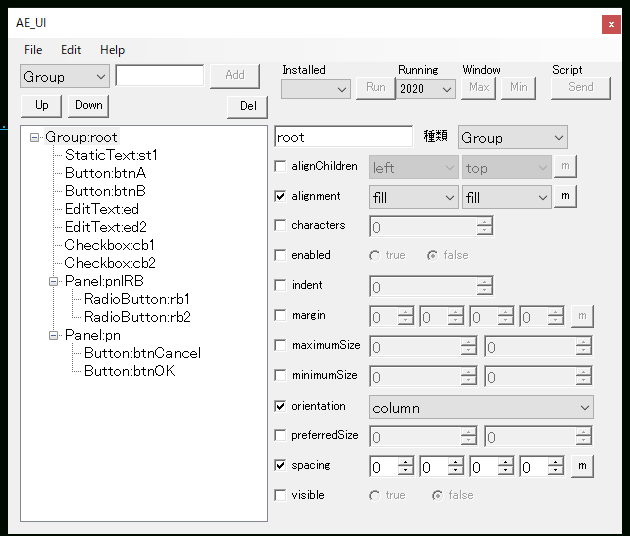 AE_UI x
File Edit Help
Group Add
Up Down Del
Installed Running Window Script
Run 2020 Max Min Send
Group:root
StaticText:st1
Button:btnA
Button:btnB
EditText:ed
EditText:ed2
Checkbox:cb1
Checkbox:cb2
Panel:pnlRB
RadioButton:rb1
RadioButton:rb2
Panel:pn
Button:btnCancel
Button:btnOK
root 種類 Group
alignChildren left top m
alignment fill fill m
characters 0
enabled true false
indent 0
margin 0 0 0 0 m
maximumSize 0 0
minimumSize 0 0
orientation column
preferredSize 0 0
spacing 0 0 0 0 m
visible true false